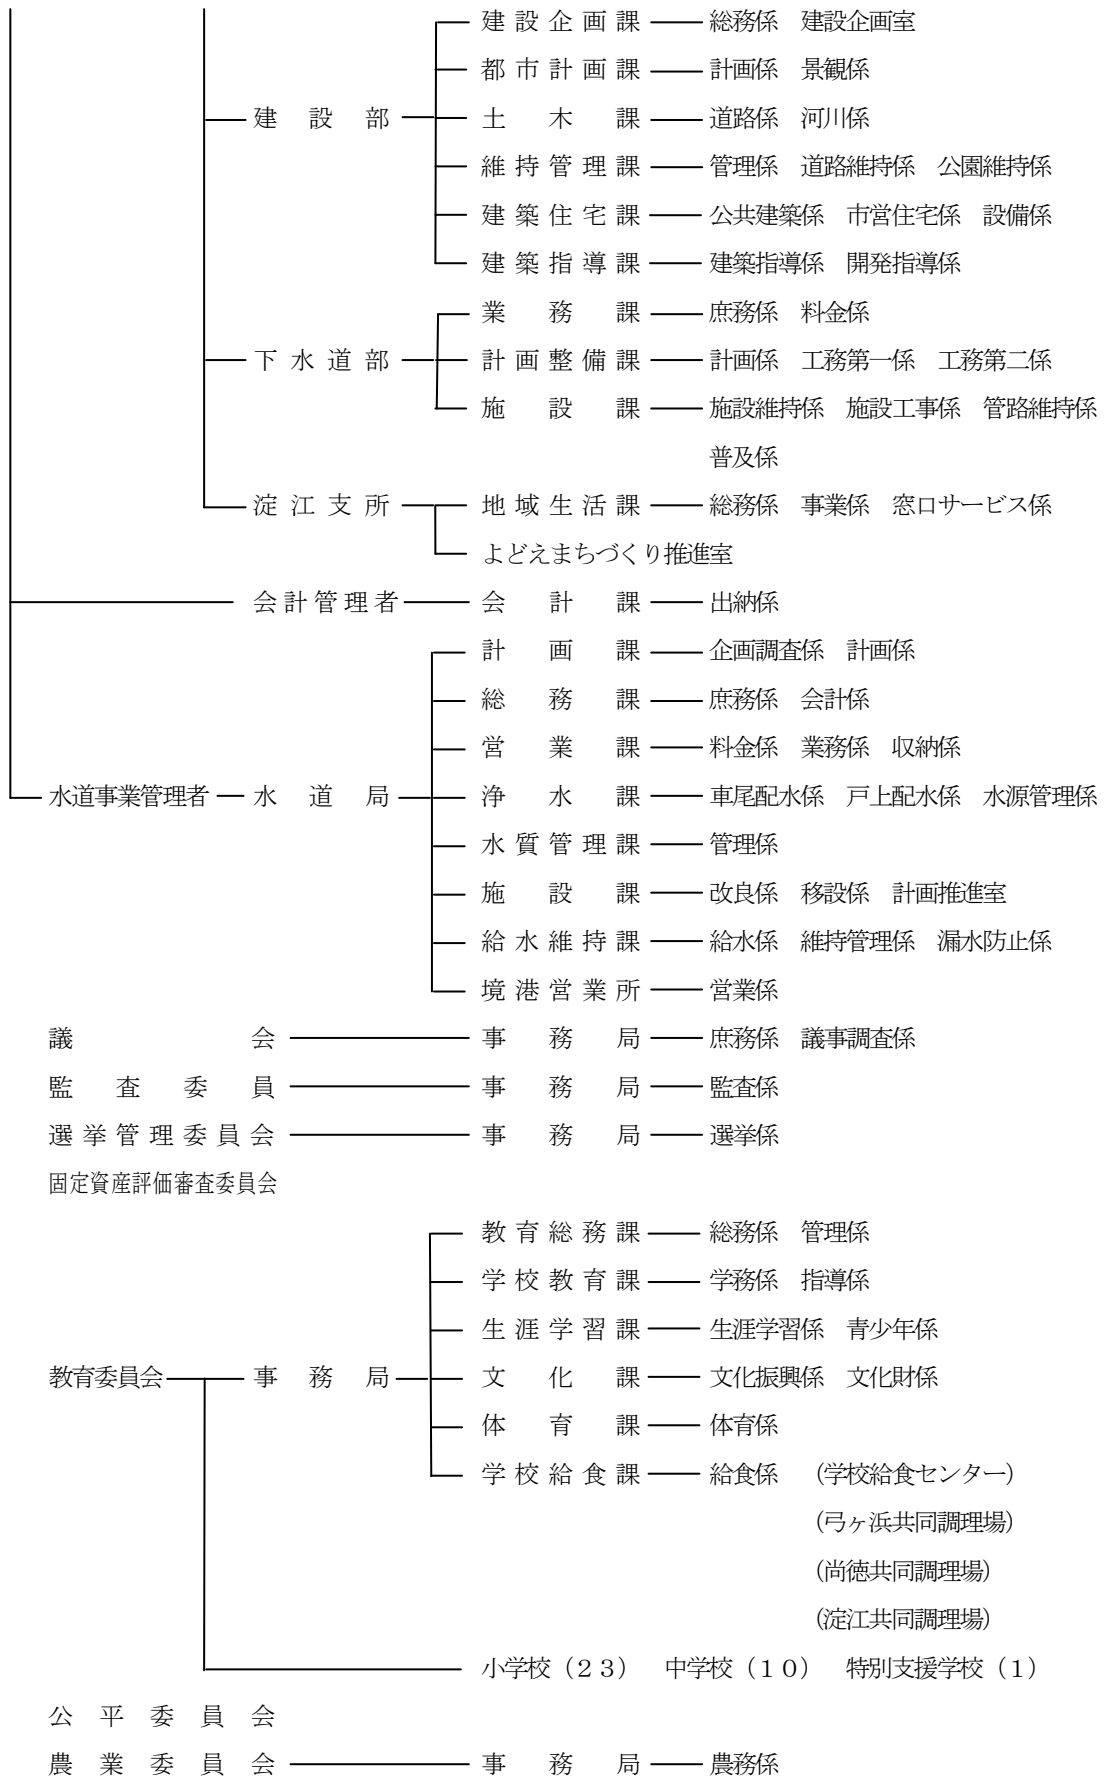 建設企画課 総務係 建設企画室
都市計画課 計画係 景観係
建設部 土木課 道路係 河川係
維持管理課 管理係 道路維持係 公園維持係
建築住宅課 公共建築係 市営住宅係 設備係
建築指導課 建築指導係 開発指導係
業務課 庶務係 料金係
下水道部 計画整備課 計画係 工務第一係 工務第二係
施設課 施設維持係 施設工事係 管路維持係
普及係
淀江支所 地域生活課 総務係 事業係 窓口サービス係
よどえまちづくり推進室
会計管理者 会計課 出納係
計画課 企画調査係 計画係
総務課 庶務係 会計係
営業課 料金係 業務係 収納係
水道事業管理者 水道局 浄水課 車尾配水係 戸上配水係 水源管理係
水質管理課 管理係
施設課 改良係 移設係 計画推進室
給水維持課 給水係 維持管理係 漏水防止係
境港営業所 営業係
議会 事務局 庶務係 議事調査係
監査委員 事務局 監査係
選挙管理委員会 事務局 選挙係
固定資産評価審査委員会
教育総務課 総務係 管理係
学校教育課 学務係 指導係
生涯学習課 生涯学習係 青少年係
教育委員会 事務局 文化課 文化振興係 文化財係
体育課 体育係
学校給食課 給食係 (学校給食センター)
(弓ヶ浜共同調理場)
(尚徳共同調理場)
(淀江共同調理場)
小学校(23) 中学校(10) 特別支援学校(1)
公平委員会
農業委員会 事務局 農務係